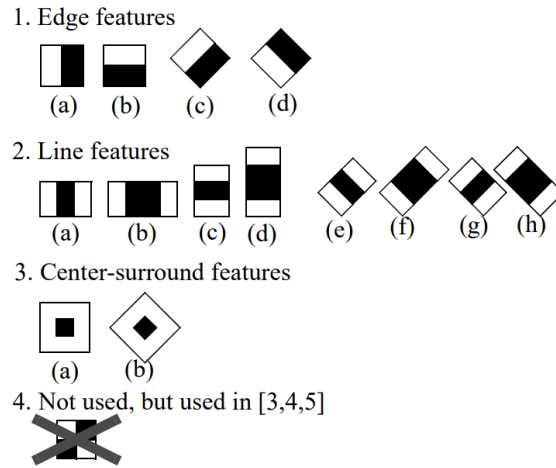 1. Edge features
(a) (b) (c) (d)
2. Line features
(a) (b) (c) (d) (e) (f) (g) (h)
3. Center-surround features
(a) (b)
4. Not used, but used in [3,4,5]